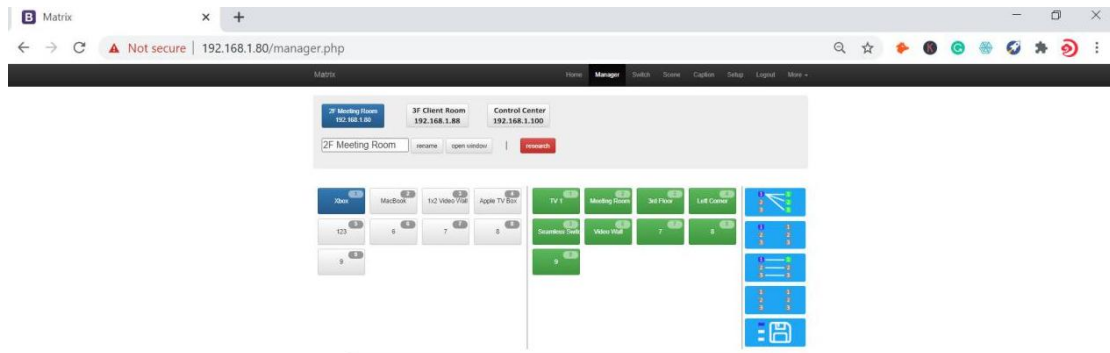 Matrix
Not secure | 192.168.1.80/manager.php
Matrix Home Manager Switch Scene Caption Setup Logout More
2F Meeting Room 3F Client Room Control Center
192.168.1.80 192.168.1.88 192.168.1.100
2F Meeting Room rename open window | research
Xbox MacBook 1x2 Video Wall Apple TV Box TV 1 Meeting Room 3rd Floor Left Corner
123 6 7 8 Seamless Video Wall 7 8
9 9